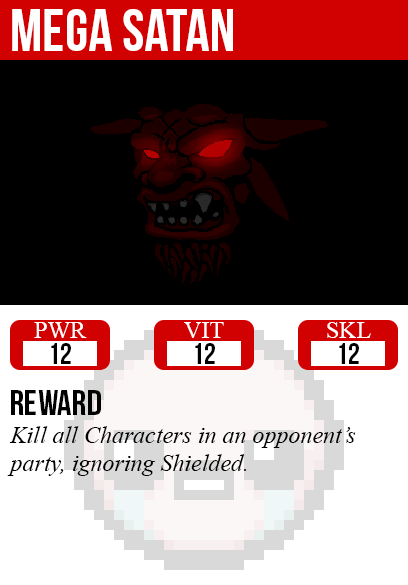 MEGA SATAN
PWR VIT SKL
12 12 12
REWARD
Kill all Characters in an opponent's
party, ignoring Shielded.